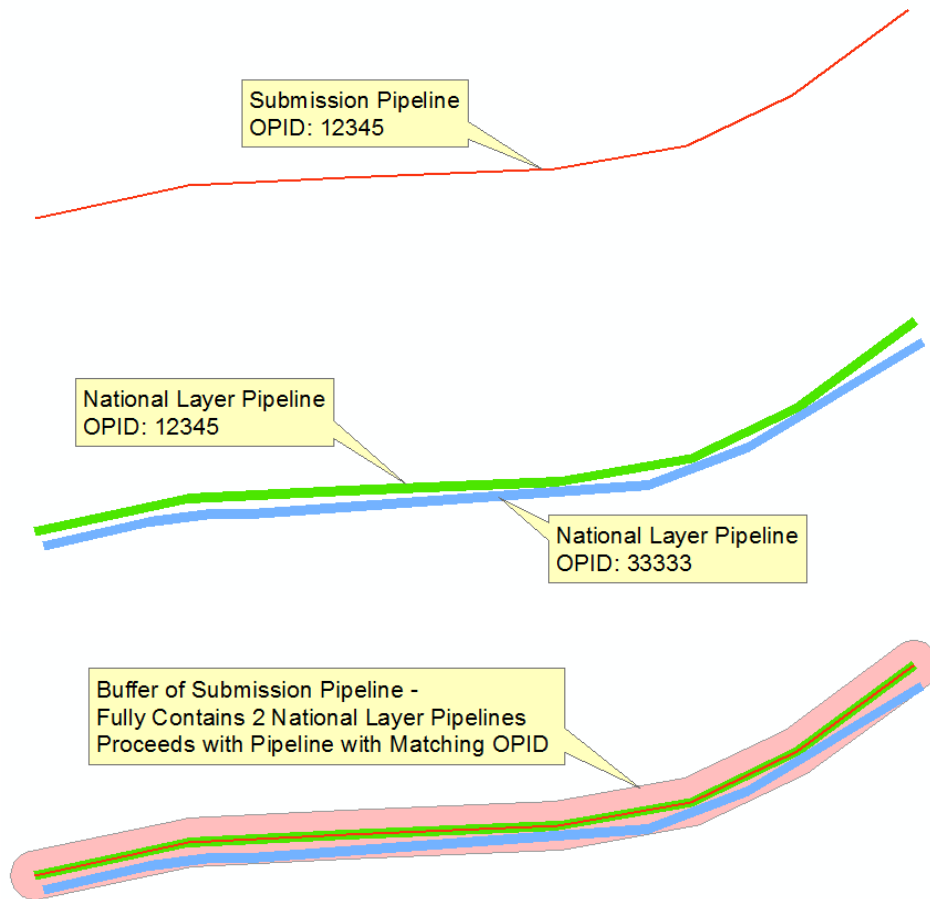 Submission Pipeline
OPID: 12345
National Layer Pipeline
OPID: 12345
National Layer Pipeline
OPID: 33333
Buffer of Submission Pipeline -
Fully Contains 2 National Layer Pipelines
Proceeds with Pipeline with Matching OPID